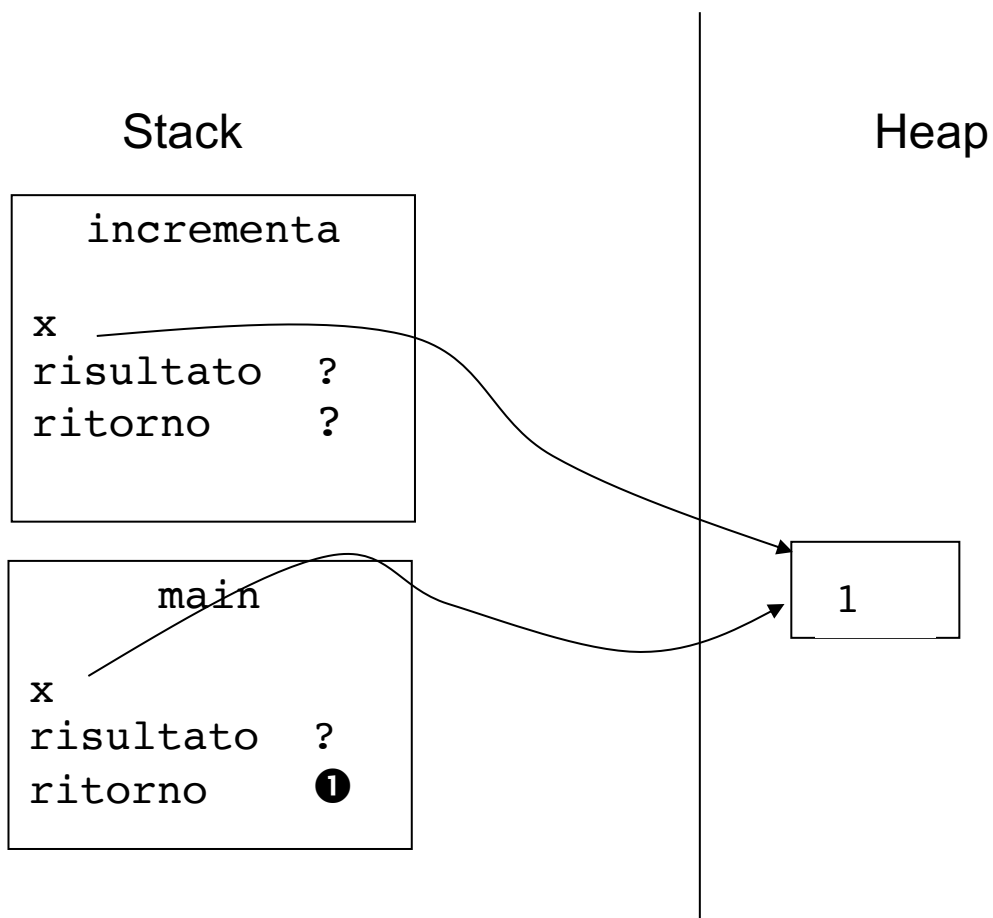 Stack
Heap
incrementa
x
risultato ?
ritorno ?
main
x
risultato ?
ritorno ❶
1